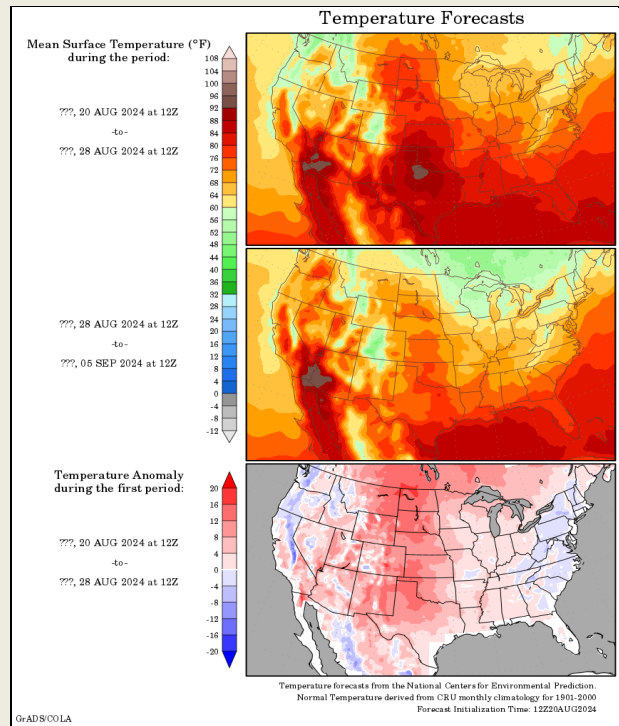 Temperature Forecasts
Mean Surface Temperature (°F)
during the period:
???, 20 AUG 2024 at 12Z
-to-
???, 28 AUG 2024 at 12Z
108
104
100
96
92
88
84
80
76
72
68
64
60
56
52
48
44
40
36
32
28
24
20
16
12
8
4
0
-4
-8
-12
???, 28 AUG 2024 at 12Z
-to-
???, 05 SEP 2024 at 12Z
Temperature Anomaly
during the first period:
???, 20 AUG 2024 at 12Z
-to-
???, 28 AUG 2024 at 12Z
20
16
12
8
4
0
-4
-8
-12
-16
-20
Temperature forecasts from the National Centers for Environmental Prediction.
Normal Temperature derived from CRU monthly climatology for 1901-2000
Forecast Initialization Time: 12Z20AUG2024
GrADS/COLA